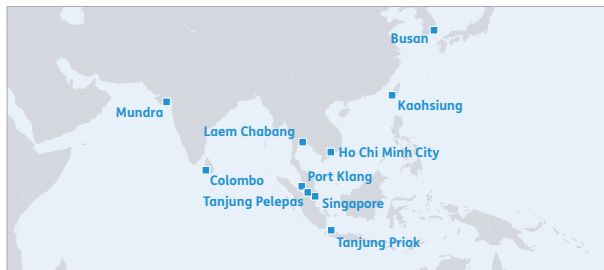 Busan
Kaohsiung
Mundra
Laem Chabang
Ho Chi Minh City
Port Klang
Colombo
Tanjung Pelepas
Singapore
Tanjung Priok